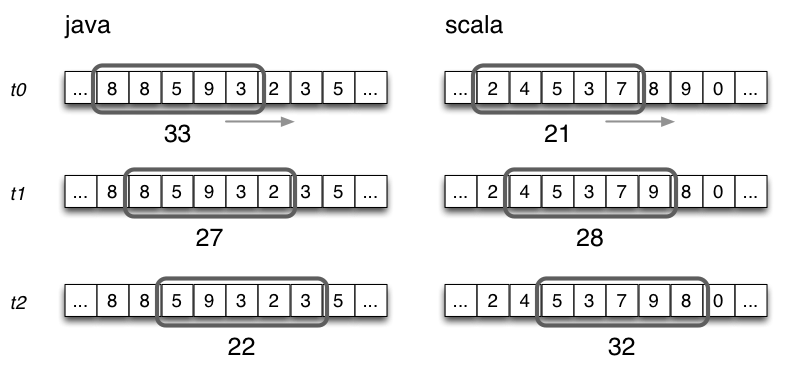 java scala
t0 ... 8 8 5 9 3 2 3 5 ... ... 2 4 5 3 7 8 9 0 ...
33 21
t1 ... 8 8 5 9 3 2 3 5 ... ... 2 4 5 3 7 9 8 0 ...
27 28
t2 ... 8 8 5 9 3 2 3 5 ... ... 2 4 5 3 7 9 8 0 ...
22 32